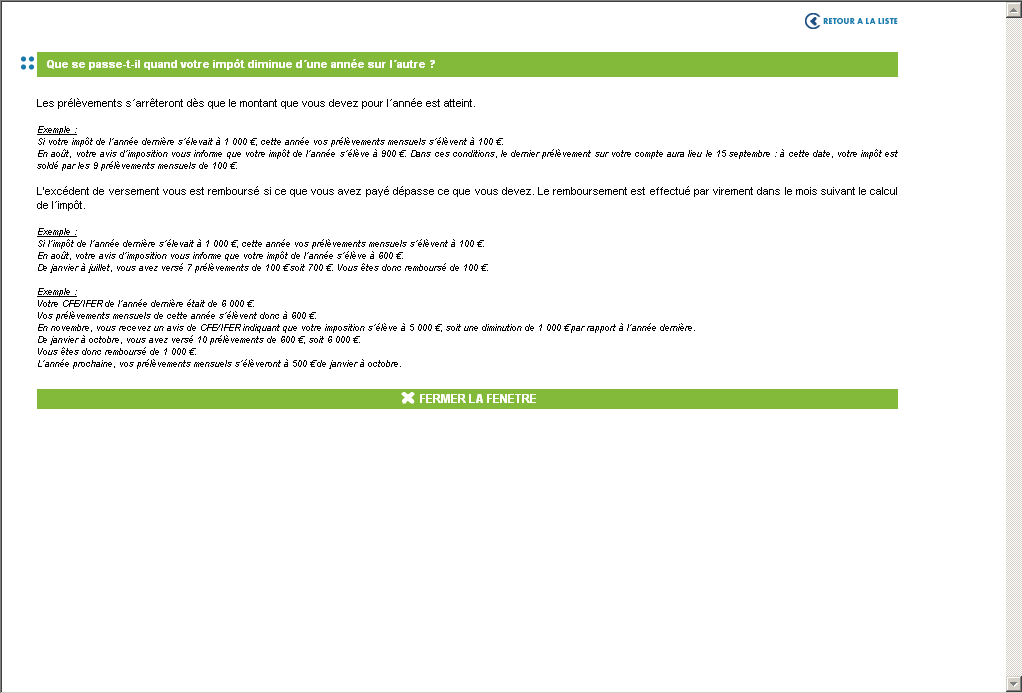 RETOUR A LA LISTE
Que se passe-t-il quand votre impôt diminue d´une année sur l´autre ?
Les prélèvements s´arrêteront dès que le montant que vous devez pour l´année est atteint.
Exemple :
Si votre impôt de l´année dernière s´élevait à 1 000 €, cette année vos prélèvements mensuels s´élèvent à 100 €.
En août, votre avis d´imposition vous informe que votre impôt de l´année s´élève à 900 €. Dans ces conditions, le dernier prélèvement sur votre compte aura lieu le 15 septembre : à cette date, votre impôt est
soldé par les 9 prélèvements mensuels de 100 €.
L'excédent de versement vous est remboursé si ce que vous avez payé dépasse ce que vous devez. Le remboursement est effectué par virement dans le mois suivant le calcul
de l´impôt.
Exemple :
Si l´impôt de l´année dernière s´élevait à 1 000 €, cette année vos prélèvements mensuels s´élèvent à 100 €.
En août, votre avis d´imposition vous informe que votre impôt de l´année s´élève à 600 €.
De janvier à juillet, vous avez versé 7 prélèvements de 100 € soit 700 €. Vous êtes donc remboursé de 100 €.
Exemple :
Votre CFE/IFER de l´année dernière était de 6 000 €.
Vos prélèvements mensuels de cette année s´élèvent donc à 600 €.
En novembre, vous recevez un avis de CFE/IFER indiquant que votre imposition s´élève à 5 000 €, soit une diminution de 1 000 € par rapport à l´année dernière.
De janvier à octobre, vous avez versé 10 prélèvements de 600 €, soit 6 000 €.
Vous êtes donc remboursé de 1 000 €.
L´année prochaine, vos prélèvements mensuels s´élèveront à 500 € de janvier à octobre.
FERMER LA FENETRE